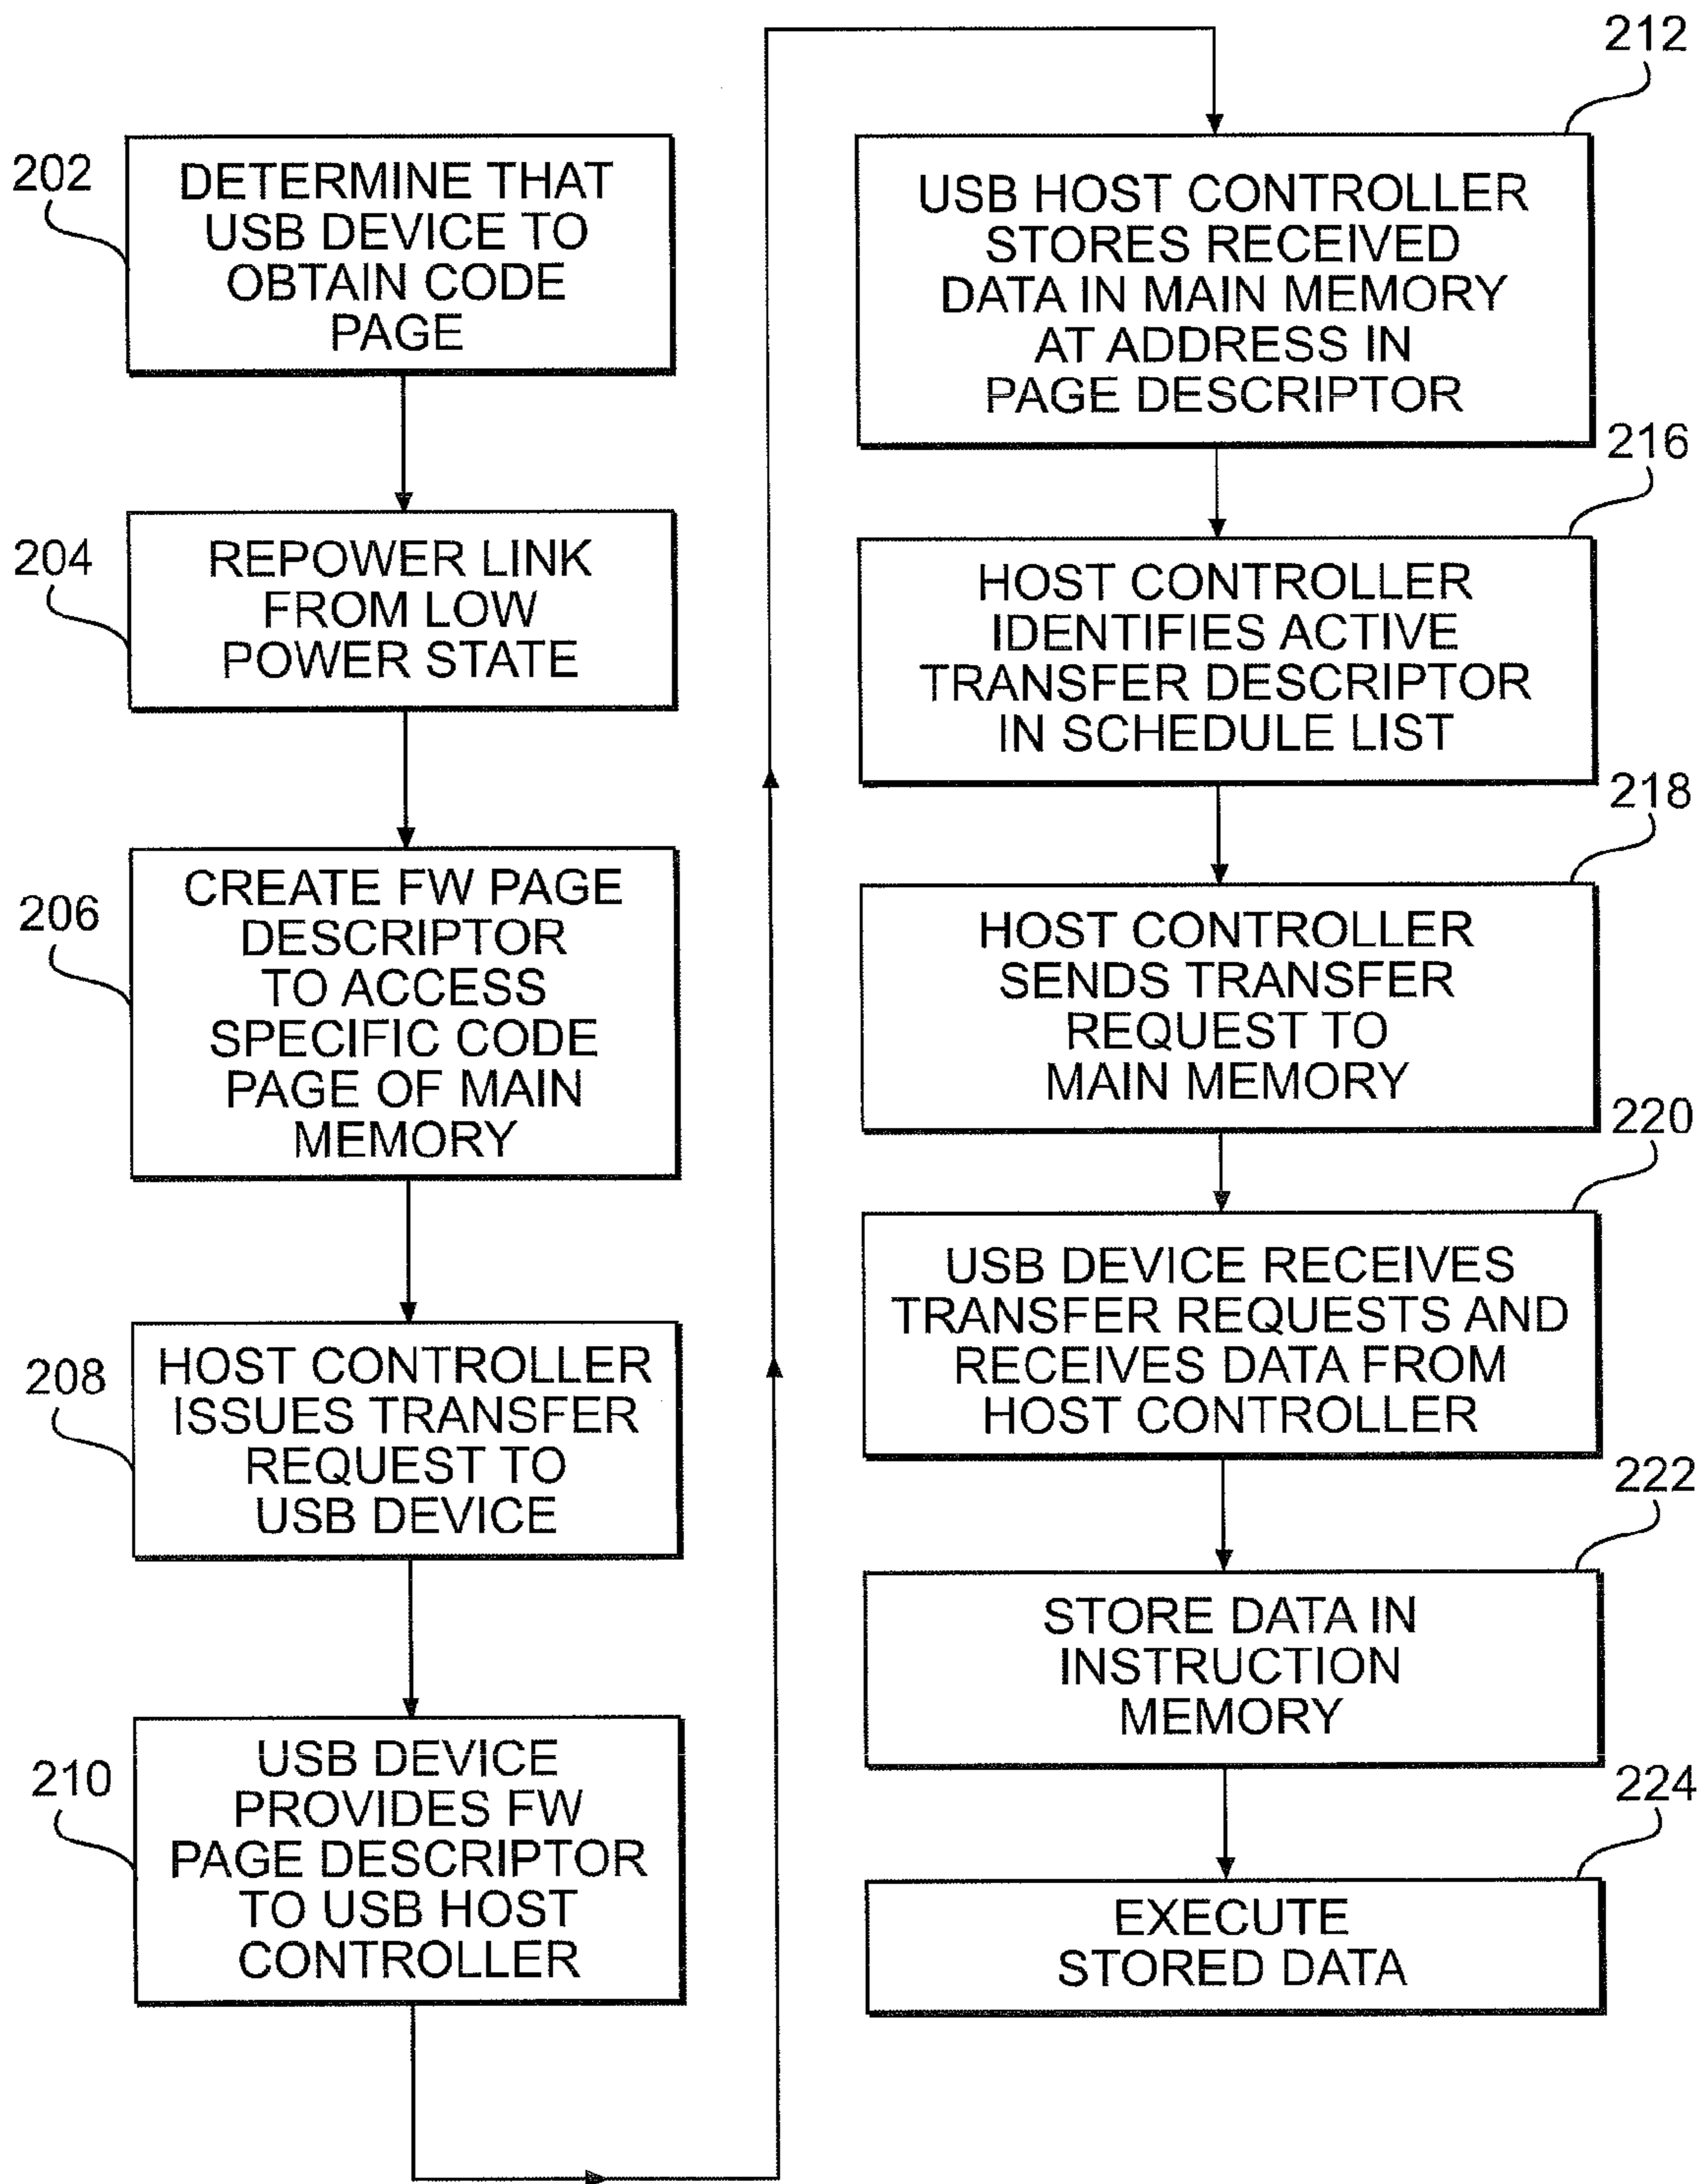 202
DETERMINE THAT
USB DEVICE TO
OBTAIN CODE
PAGE
204
REPOWER LINK
FROM LOW
POWER STATE
206
CREATE FW PAGE
DESCRIPTOR
TO ACCESS
SPECIFIC CODE
PAGE OF MAIN
MEMORY
208
HOST CONTROLLER
ISSUES TRANSFER
REQUEST TO
USB DEVICE
210
USB DEVICE
PROVIDES FW
PAGE DESCRIPTOR
TO USB HOST
CONTROLLER
212
USB HOST CONTROLLER
STORES RECEIVED
DATA IN MAIN MEMORY
AT ADDRESS IN
PAGE DESCRIPTOR
216
HOST CONTROLLER
IDENTIFIES ACTIVE
TRANSFER DESCRIPTOR
IN SCHEDULE LIST
218
HOST CONTROLLER
SENDS TRANSFER
REQUEST TO
MAIN MEMORY
220
USB DEVICE RECEIVES
TRANSFER REQUESTS AND
RECEIVES DATA FROM
HOST CONTROLLER
222
STORE DATA IN
INSTRUCTION
MEMORY
224
EXECUTE
STORED DATA